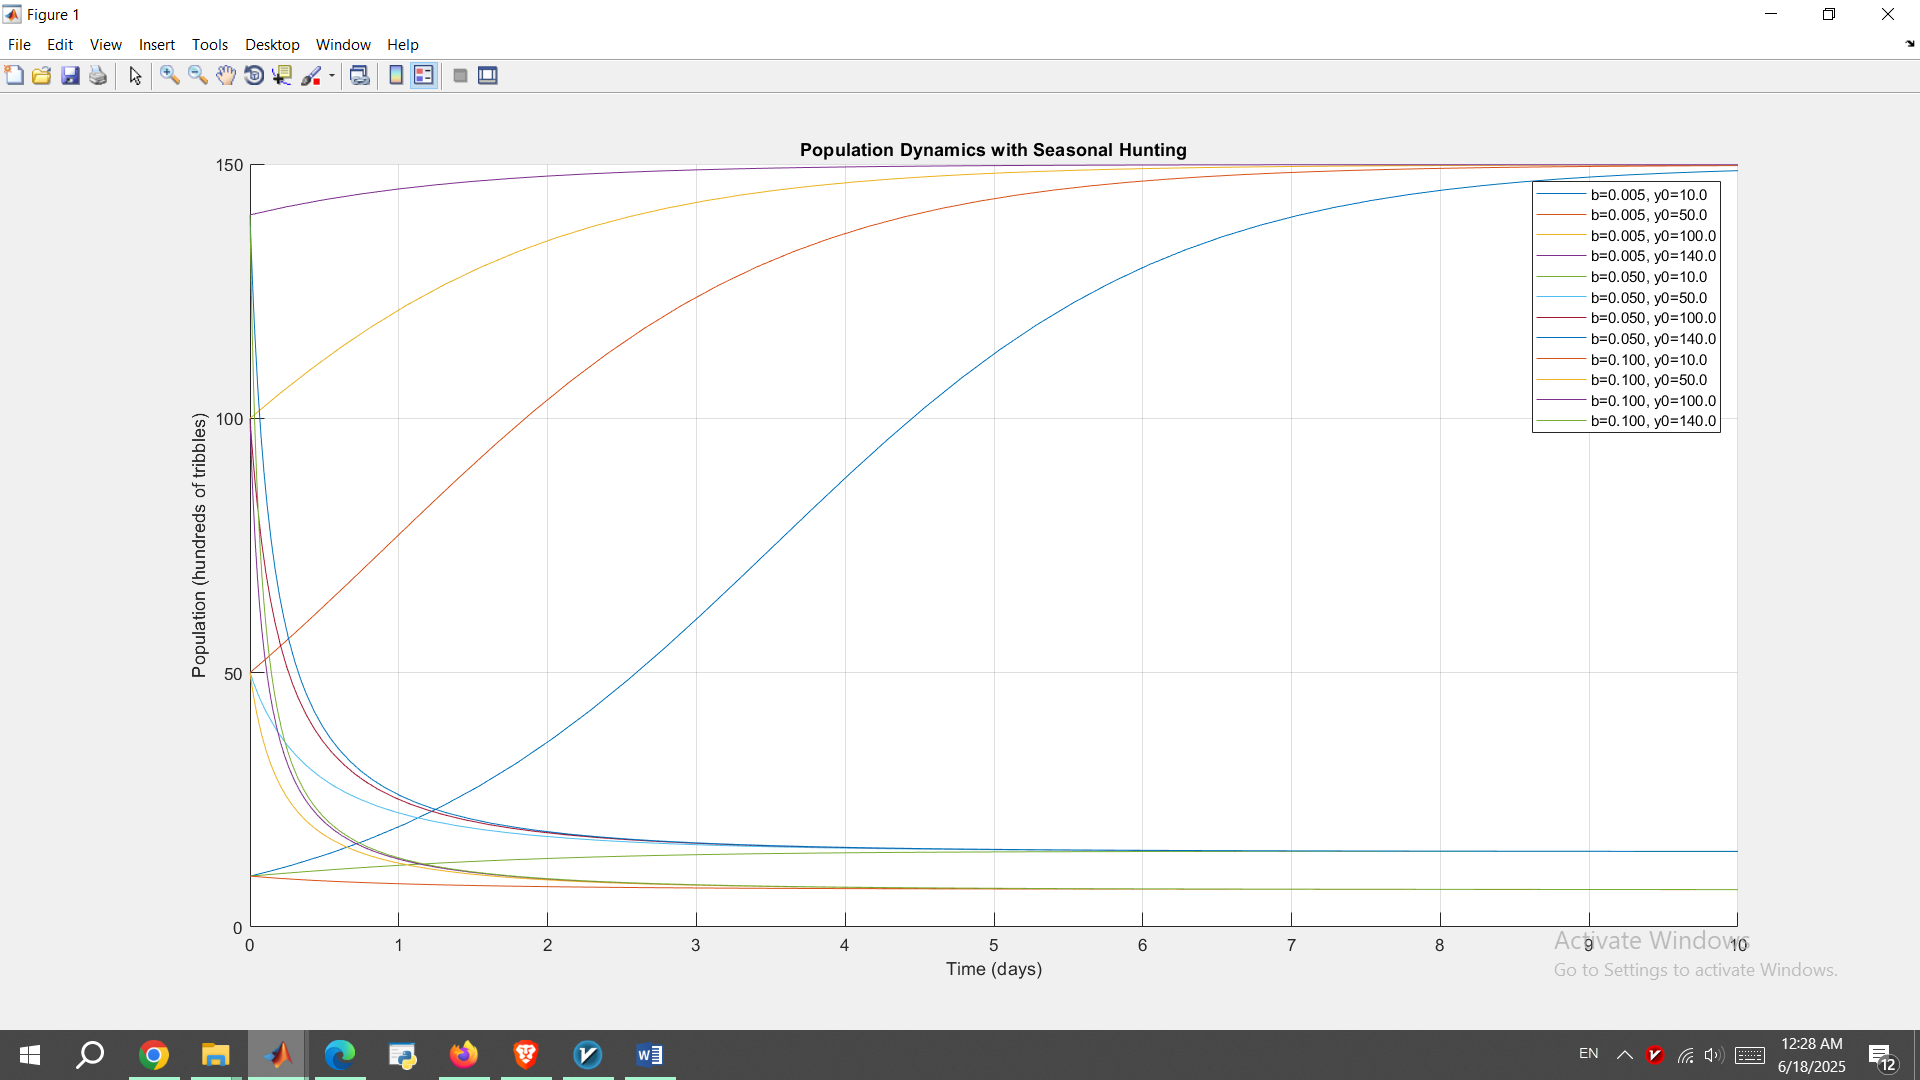 Figure 1
File Edit View Insert Tools Desktop Window Help
Population Dynamics with Seasonal Hunting
150
100
50
0
Population (hundreds of tribbles)
b=0.005, y0=10.0
b=0.005, y0=50.0
b=0.005, y0=100.0
b=0.005, y0=140.0
b=0.050, y0=10.0
b=0.050, y0=50.0
b=0.050, y0=100.0
b=0.050, y0=140.0
b=0.100, y0=10.0
b=0.100, y0=50.0
b=0.100, y0=100.0
b=0.100, y0=140.0
0 1 2 3 4 5 6 7 8 9 10
Time (days)
Activate Windows
Go to Settings to activate Windows.
EN
12:28 AM
6/18/2025
12